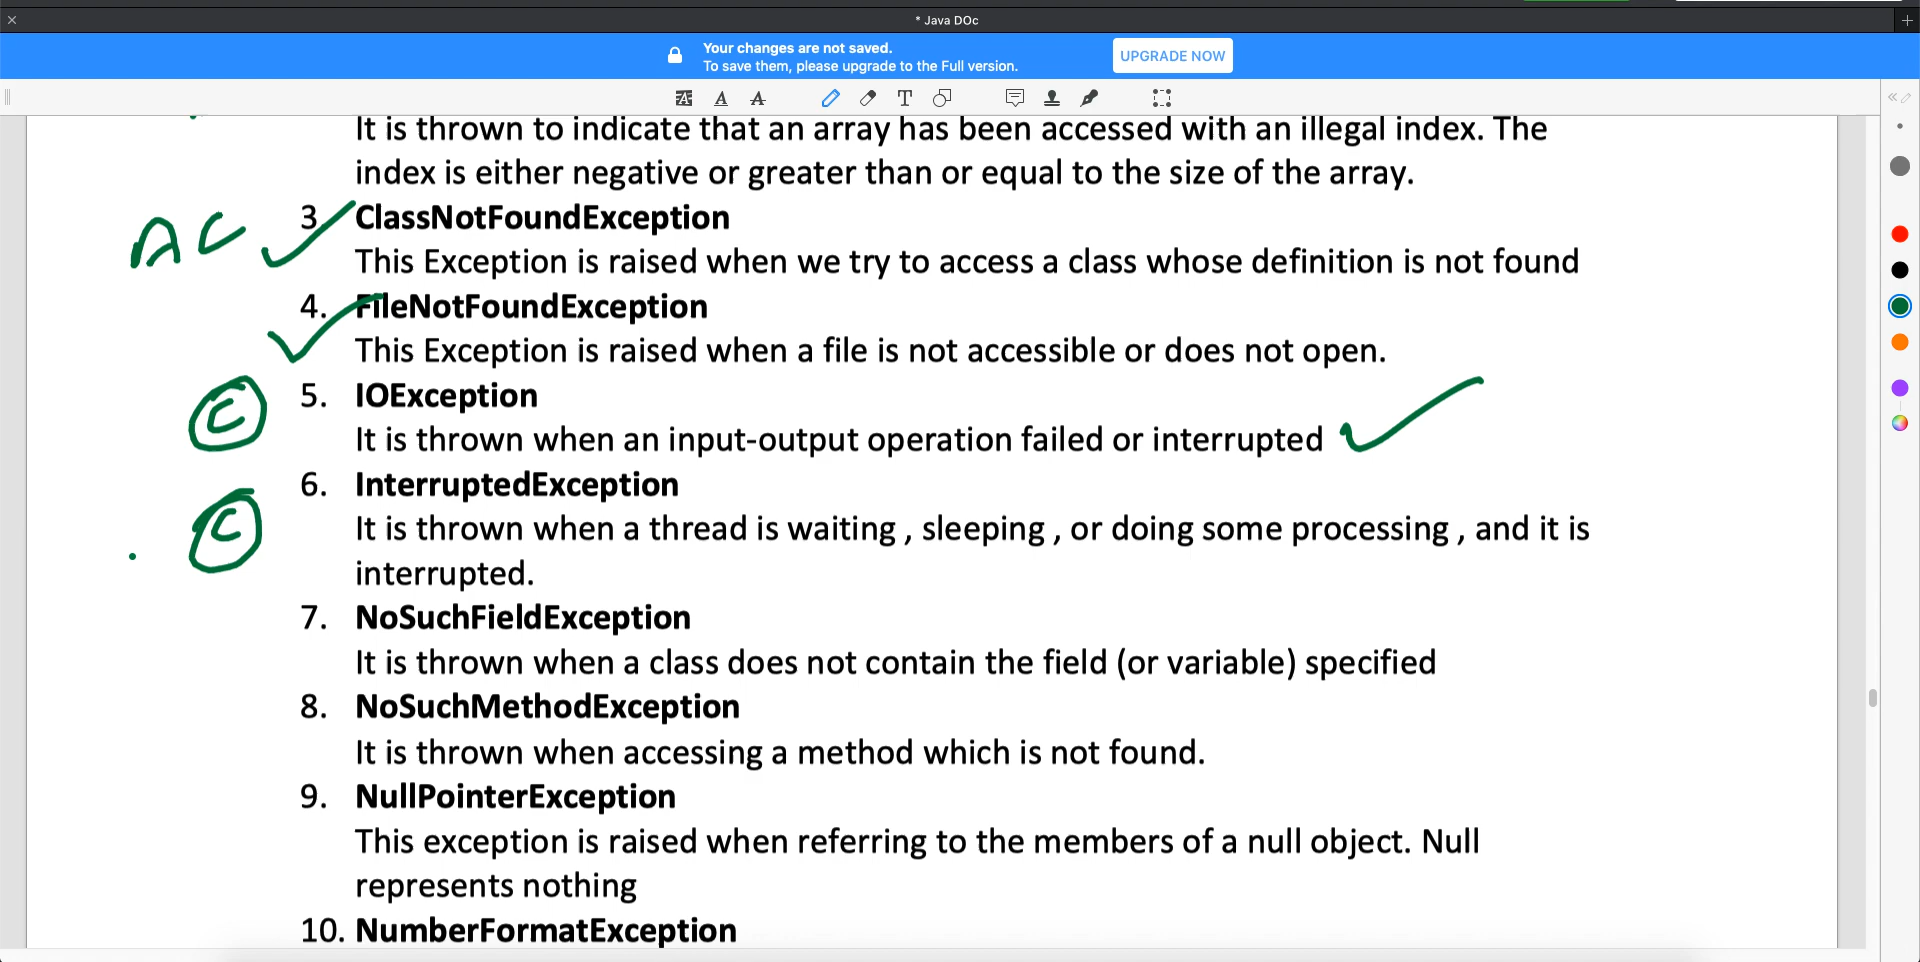 * Java DOc
Your changes are not saved.
To save them, please upgrade to the Full version.
UPGRADE NOW
It is thrown to indicate that an array has been accessed with an illegal index. The
index is either negative or greater than or equal to the size of the array.
AC 3. ClassNotFoundException
This Exception is raised when we try to access a class whose definition is not found
4. FileNotFoundException
This Exception is raised when a file is not accessible or does not open.
C 5. IOException
It is thrown when an input-output operation failed or interrupted
C 6. InterruptedException
It is thrown when a thread is waiting , sleeping , or doing some processing , and it is
interrupted.
7. NoSuchFieldException
It is thrown when a class does not contain the field (or variable) specified
8. NoSuchMethodException
It is thrown when accessing a method which is not found.
9. NullPointerException
This exception is raised when referring to the members of a null object. Null
represents nothing
10. NumberFormatException